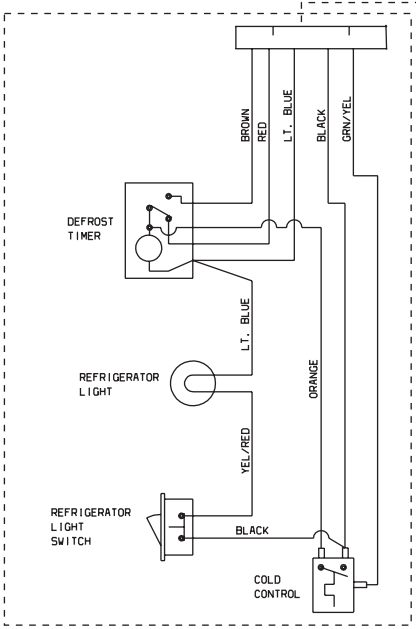 BROWN
RED
LT. BLUE
BLACK
GRN/YEL
DEFROST
TIMER
LT. BLUE
REFRIGERATOR
LIGHT
ORANGE
YEL/RED
REFRIGERATOR
LIGHT
SWITCH
BLACK
COLD
CONTROL